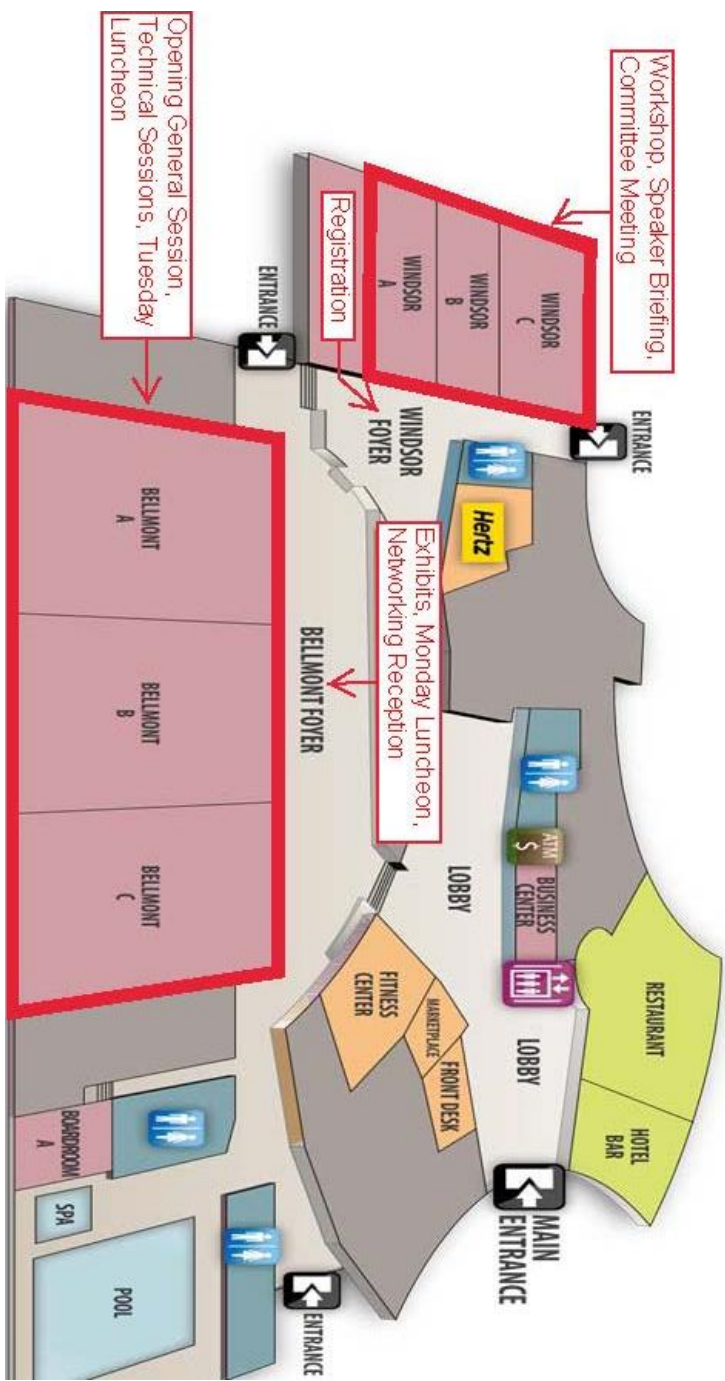 Workshop, Speaker Briefing,
Committee Meeting
ENTRANCE
WINDSOR
C
WINDSOR
B
WINDSOR
A
Registration
WINDSOR
FOYER
ENTRANCE
Hertz
Exhibits, Monday Luncheon,
Networking Reception
BELLMONT FOYER
Opening General Session,
Technical Sessions, Tuesday
Luncheon
BELLMONT
A
BELLMONT
B
BELLMONT
C
ATM
$
BUSINESS
CENTER
LOBBY
RESTAURANT
HOTEL
BAR
LOBBY
FITNESS
CENTER
MARKETPLACE
FRONT DESK
MAIN
ENTRANCE
BOARDROOM
A
SPA
POOL
ENTRANCE